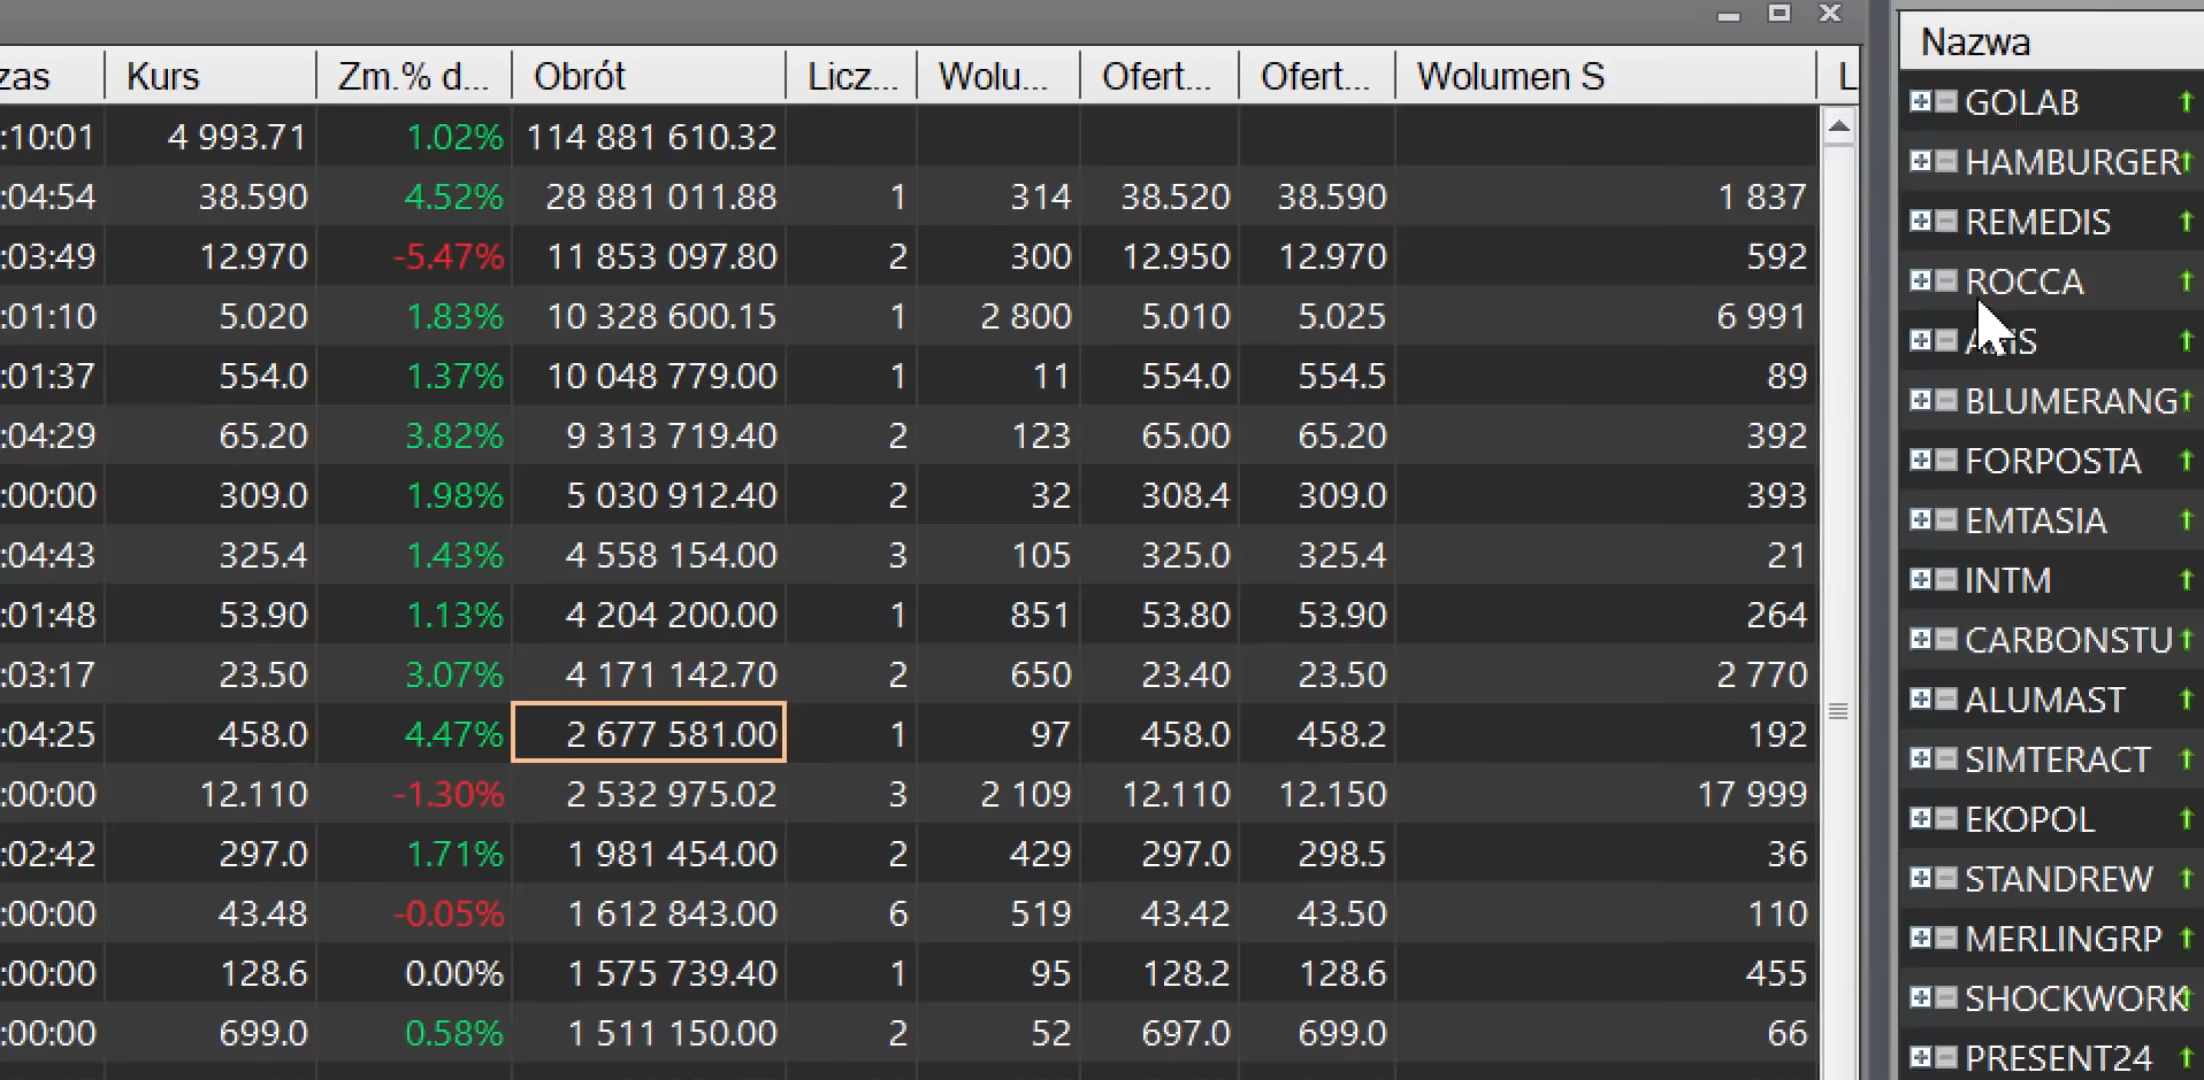 zas Kurs Zm.% d... Obrót Licz... Wolu... Ofert... Ofert... Wolumen S L
:10:01 4 993.71 1.02% 114 881 610.32
:04:54 38.590 4.52% 28 881 011.88 1 314 38.520 38.590 1 837
:03:49 12.970 -5.47% 11 853 097.80 2 300 12.950 12.970 592
:01:10 5.020 1.83% 10 328 600.15 1 2 800 5.010 5.025 6 991
:01:37 554.0 1.37% 10 048 779.00 1 11 554.0 554.5 89
:04:29 65.20 3.82% 9 313 719.40 2 123 65.00 65.20 392
:00:00 309.0 1.98% 5 030 912.40 2 32 308.4 309.0 393
:04:43 325.4 1.43% 4 558 154.00 3 105 325.0 325.4 21
:01:48 53.90 1.13% 4 204 200.00 1 851 53.80 53.90 264
:03:17 23.50 3.07% 4 171 142.70 2 650 23.40 23.50 2 770
:04:25 458.0 4.47% 2 677 581.00 1 97 458.0 458.2 192
:00:00 12.110 -1.30% 2 532 975.02 3 2 109 12.110 12.150 17 999
:02:42 297.0 1.71% 1 981 454.00 2 429 297.0 298.5 36
:00:00 43.48 -0.05% 1 612 843.00 6 519 43.42 43.50 110
:00:00 128.6 0.00% 1 575 739.40 1 95 128.2 128.6 455
:00:00 699.0 0.58% 1 511 150.00 2 52 697.0 699.0 66
Nazwa
GOLAB
HAMBURGER
REMEDIS
ROCCA
BLUMERANG
FORPOSTA
EMTASIA
INTM
CARBONSTU
ALUMAST
SIMTERACT
EKOPOL
STANDREW
MERLINGRP
SHOCKWORK
PRESENT24